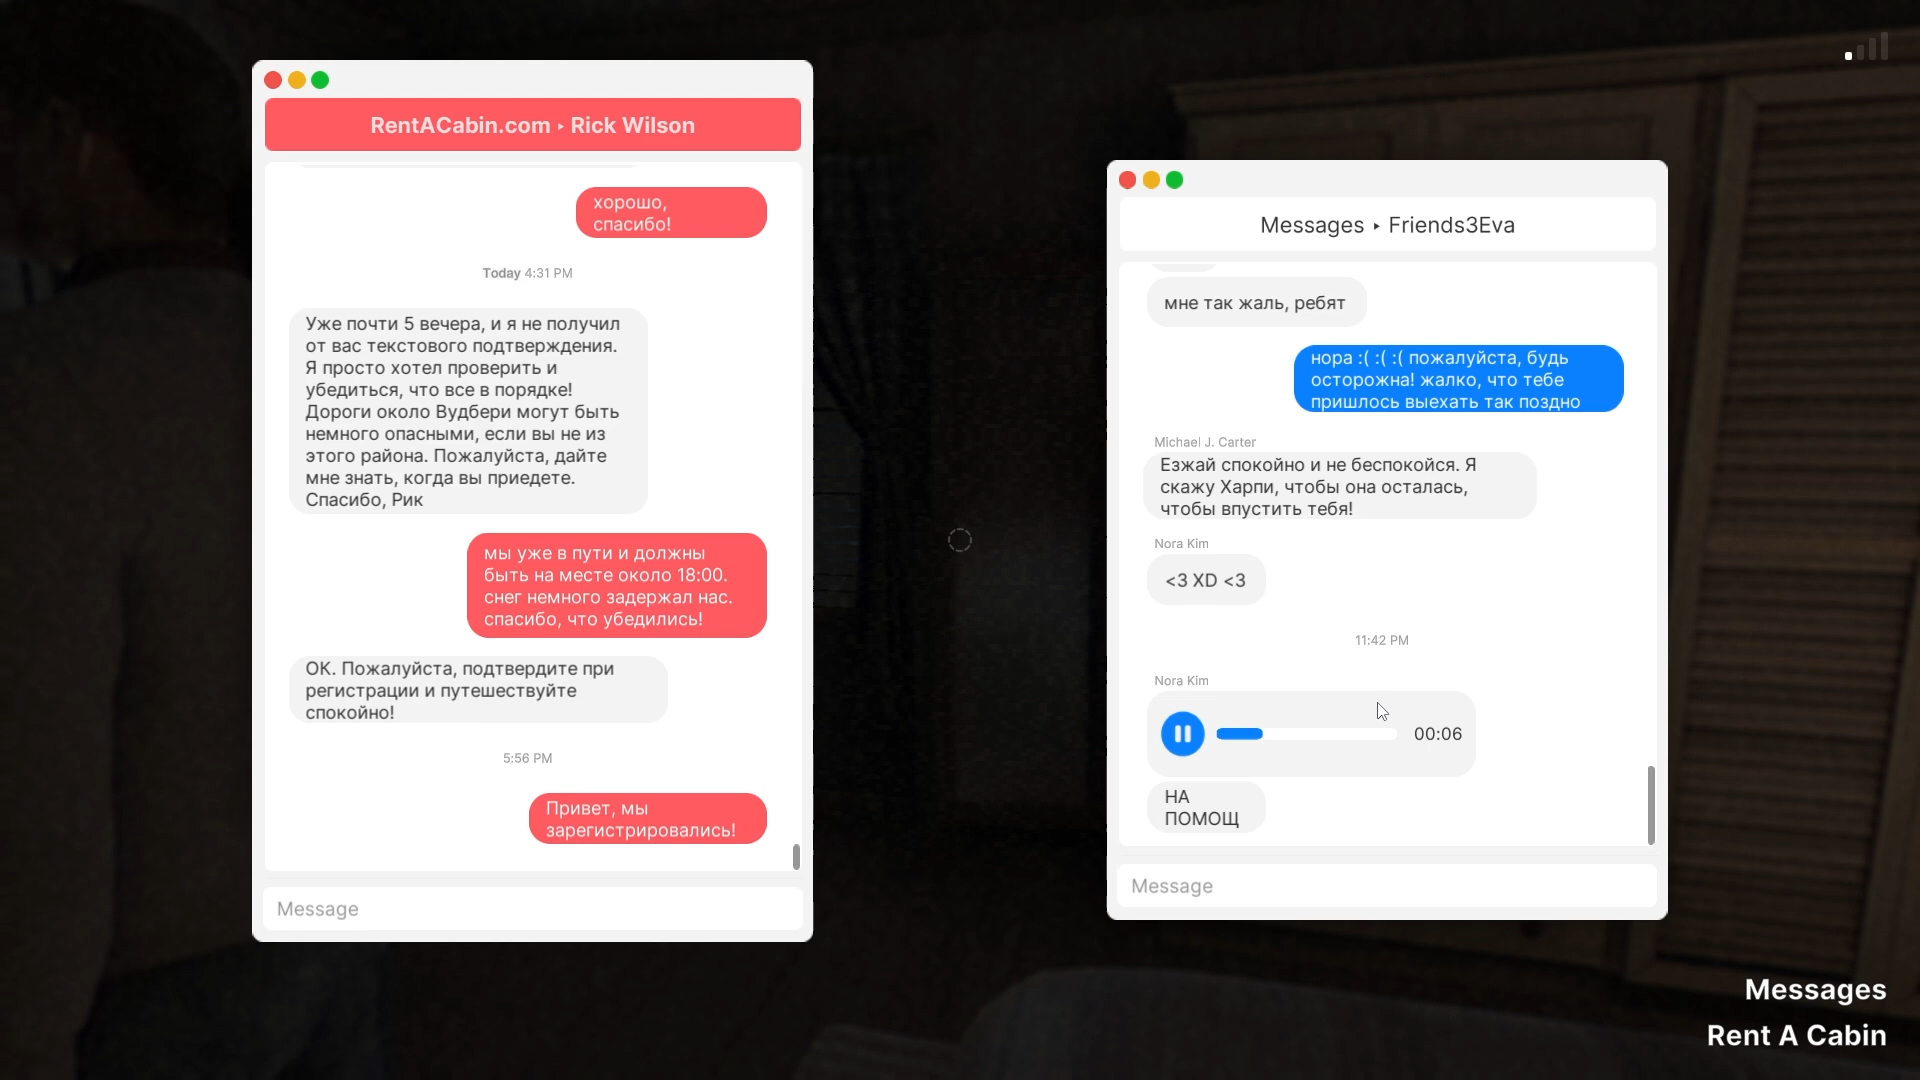 RentACabin.com ‣ Rick Wilson
хорошо,
спасибо!
Today 4:31 PM
Уже почти 5 вечера, и я не получил
от вас текстового подтверждения.
Я просто хотел проверить и
убедиться, что все в порядке!
Дороги около Вудбери могут быть
немного опасными, если вы не из
этого района. Пожалуйста, дайте
мне знать, когда вы приедете.
Спасибо, Рик
мы уже в пути и должны
быть на месте около 18:00.
снег немного задержал нас.
спасибо, что убедились!
ОК. Пожалуйста, подтвердите при
регистрации и путешествуйте
спокойно!
5:56 PM
Привет, мы
зарегистрировались!
Message
Messages ‣ Friends3Eva
мне так жаль, ребят
нора :( :( :( пожалуйста, будь
осторожна! жалко, что тебе
пришлось выехать так поздно
Michael J. Carter
Езжай спокойно и не беспокойся. Я
скажу Харпи, чтобы она осталась,
чтобы впустить тебя!
Nora Kim
<3 XD <3
11:42 PM
Nora Kim
00:06
НА
ПОМОЩ
Message
Messages
Rent A Cabin